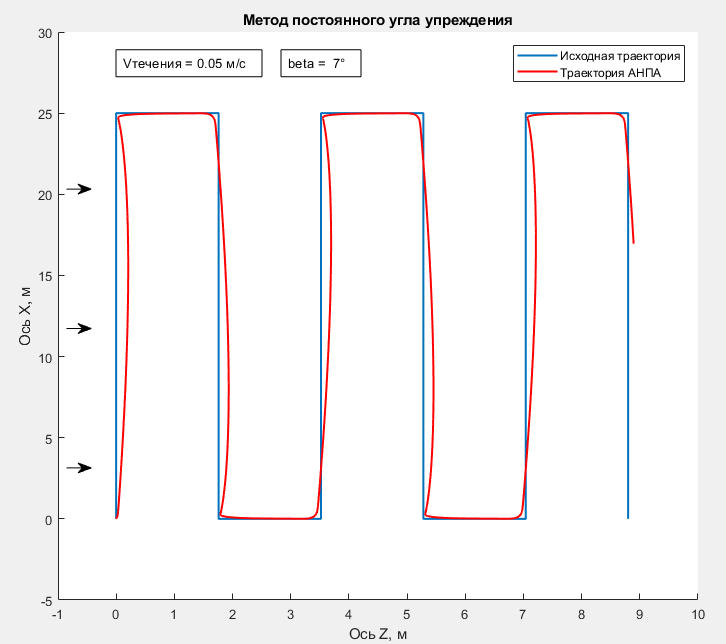 Метод постоянного угла упреждения
Vтечения = 0.05 м/с
beta = 7°
Исходная траектория
Траектория АНПА
30
25
20
15
10
5
0
-5
Ось X, м
-1
0
1
2
3
4
5
6
7
8
9
10
Ось Z, м